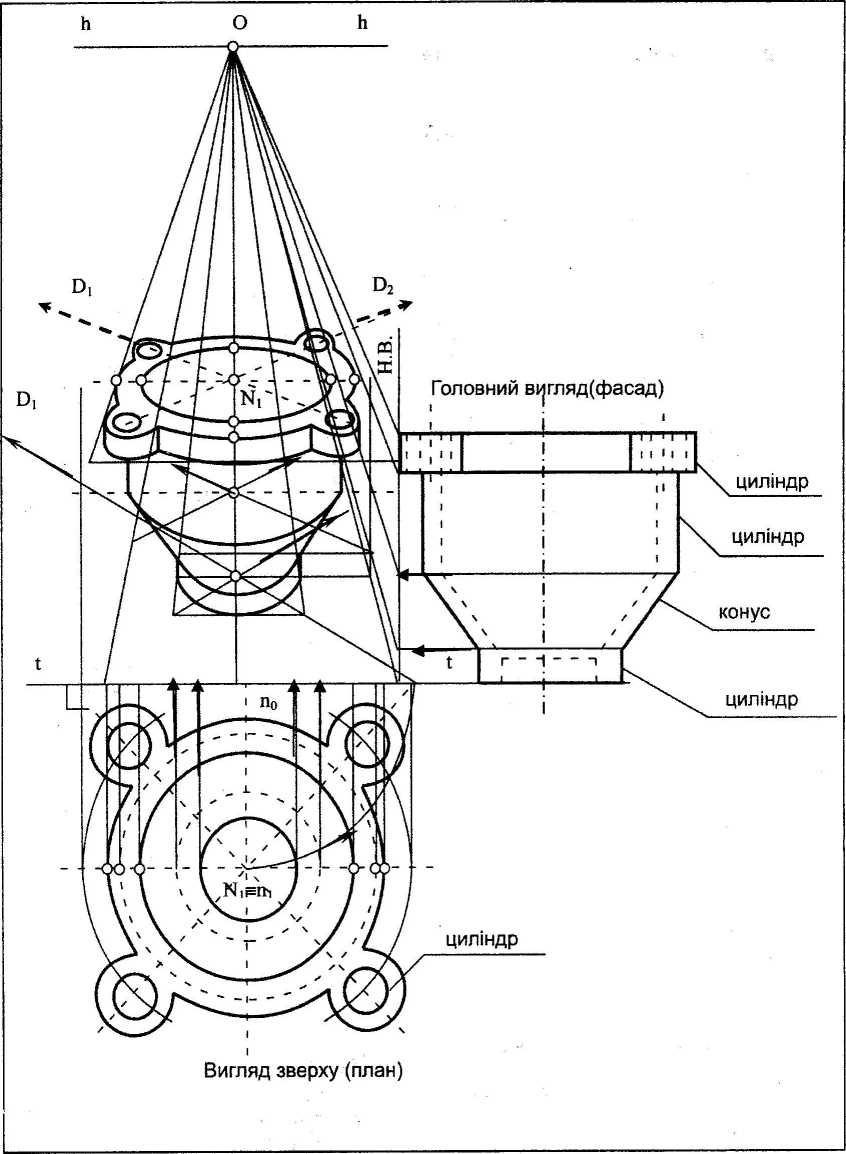 h O h
D₁ D₂
Н.В.
D₁ N₁
Головний вигляд(фасад)
циліндр
циліндр
конус
t t
n₀
циліндр
N₁≡n₁
циліндр
Вигляд зверху (план)